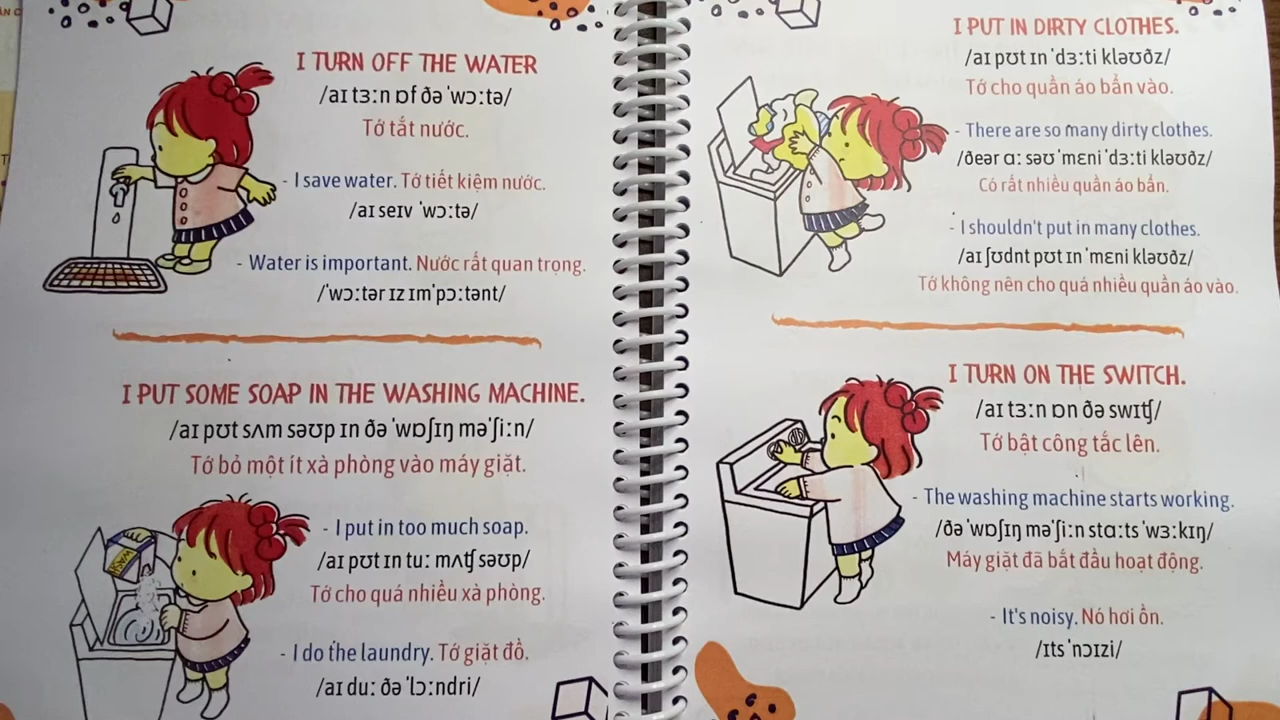 I TURN OFF THE WATER
/aɪ tɜːn ɒf ðə ˈwɔːtə/
Tớ tắt nước.
- I save water. Tớ tiết kiệm nước.
/aɪ seɪv ˈwɔːtə/
- Water is important. Nước rất quan trọng.
/ˈwɔːtər ɪz ɪmˈpɔːtənt/
I PUT SOME SOAP IN THE WASHING MACHINE.
/aɪ pʊt sʌm səʊp ɪn ðə ˈwɒʃɪŋ məˈʃiːn/
Tớ bỏ một ít xà phòng vào máy giặt.
WASH
- I put in too much soap.
/aɪ pʊt ɪn tuː mʌʧ səʊp/
Tớ cho quá nhiều xà phòng.
- I do the laundry. Tớ giặt đồ.
/aɪ duː ðə ˈlɔːndri/
I PUT IN DIRTY CLOTHES.
/aɪ pʊt ɪn ˈdɜːti kləʊðz/
Tớ cho quần áo bẩn vào.
- There are so many dirty clothes.
/ðeər ɑː səʊ ˈmɛni ˈdɜːti kləʊðz/
Có rất nhiều quần áo bẩn.
- I shouldn't put in many clothes.
/aɪ ʃʊdnt pʊt ɪn ˈmɛni kləʊðz/
Tớ không nên cho quá nhiều quần áo vào.
I TURN ON THE SWITCH.
/aɪ tɜːn ɒn ðə swɪʧ/
Tớ bật công tắc lên.
- The washing machine starts working.
/ðə ˈwɒʃɪŋ məˈʃiːn stɑːts ˈwɜːkɪŋ/
Máy giặt đã bắt đầu hoạt động.
- It's noisy. Nó hơi ồn.
/ɪts ˈnɔɪzi/